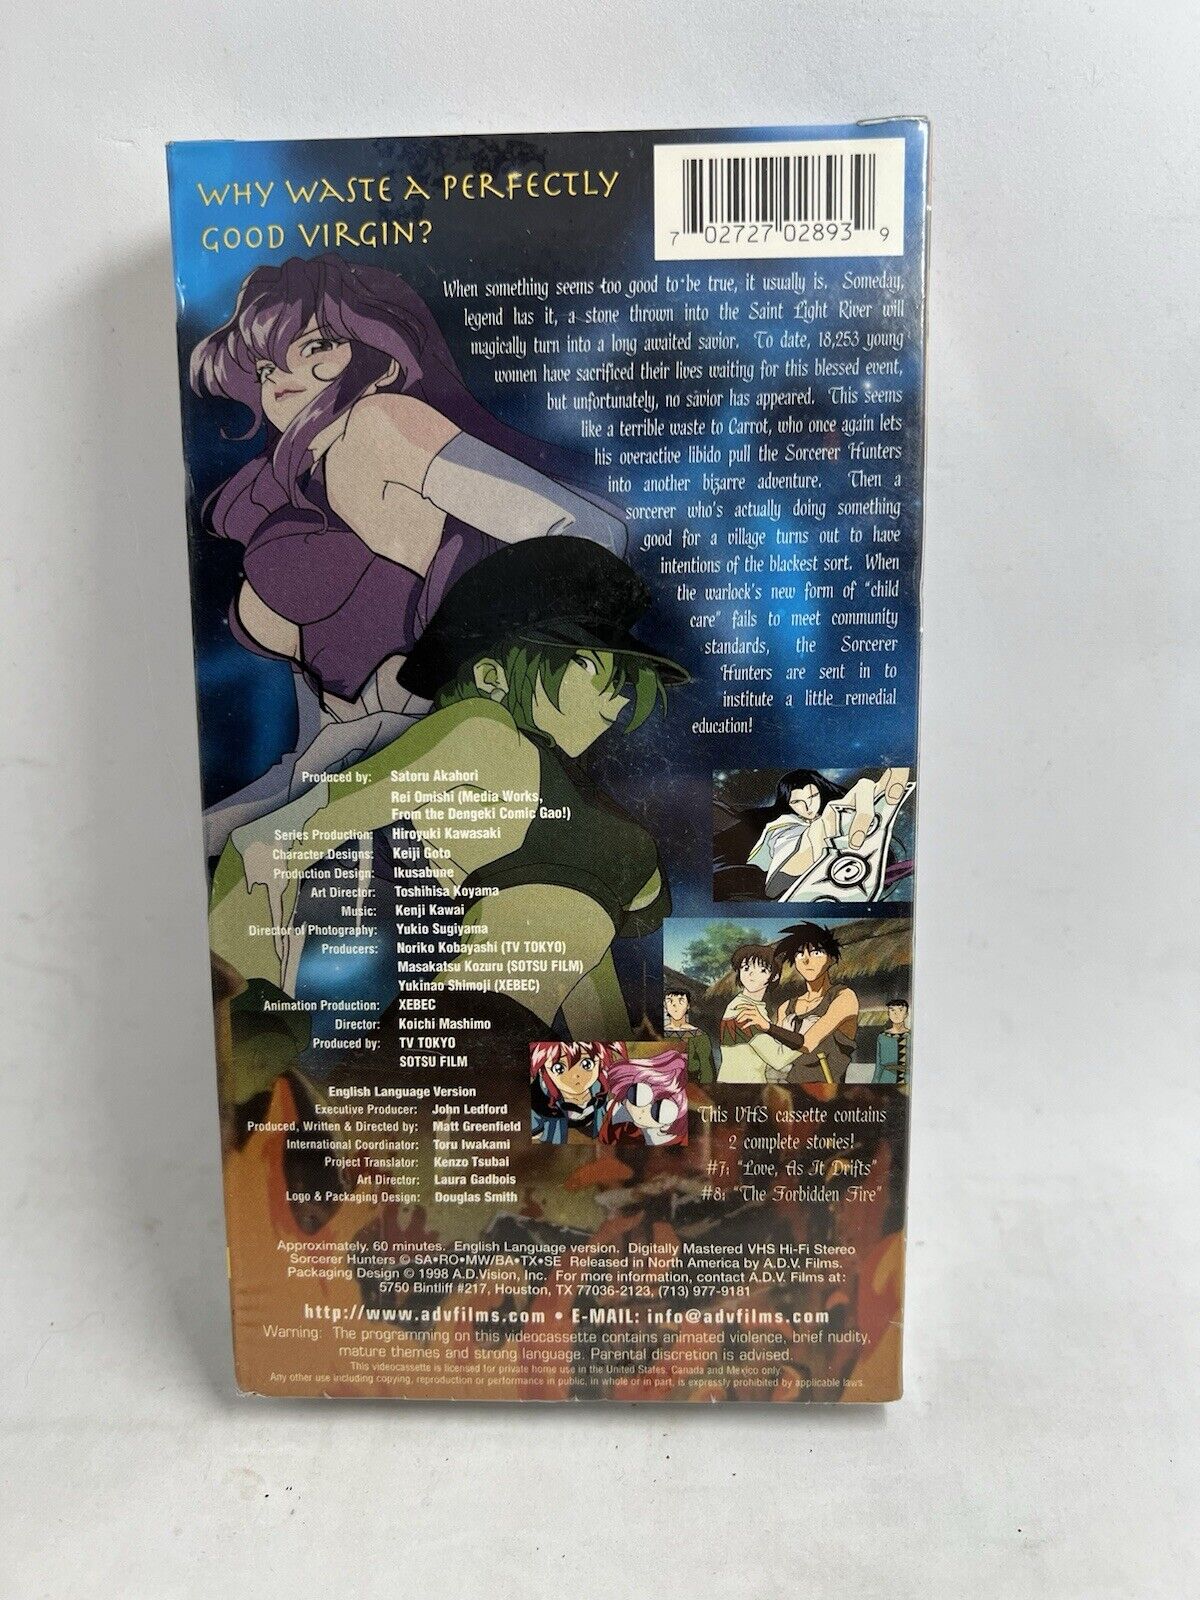 WHY WASTE A PERFECTLY
GOOD VIRGIN?
7 02727 02893 9
When something seems too good to be true, it usually is. Someday,
legend has it, a stone thrown into the Saint Light River will
magically turn into a long awaited savior. To date, 18,253 young
women have sacrificed their lives waiting for this blessed event,
but unfortunately, no savior has appeared. This seems
like a terrible waste to Carrot, who once again lets
his overactive libido pull the Sorcerer Hunters
into another bizarre adventure. Then a
sorcerer who's actually doing something
good for a village turns out to have
intentions of the blackest sort. When
the warlock's new form of "child
care" fails to meet community
standards, the Sorcerer
Hunters are sent in to
institute a little remedial
education!
Produced by: Satoru Akahori
Rei Omishi (Media Works,
From the Dengeki Comic Gao!)
Series Production: Hiroyuki Kawasaki
Character Designs: Keiji Goto
Production Design: Ikusabune
Art Director: Toshihisa Koyama
Music: Kenji Kawai
Director of Photography: Yukio Sugiyama
Producers: Noriko Kobayashi (TV TOKYO)
Masakatsu Kozuru (SOTSU FILM)
Yukinao Shimoji (XEBEC)
Animation Production: XEBEC
Director: Koichi Mashimo
Produced by: TV TOKYO
SOTSU FILM
English Language Version
Executive Producer: John Ledford
Produced, Written & Directed by: Matt Greenfield
International Coordinator: Toru Iwakami
Project Translator: Kenzo Tsubai
Art Director: Laura Gadbois
Logo & Packaging Design: Douglas Smith
This VHS cassette contains
2 complete stories!
#7: "Love, As It Drifts"
#8: "The Forbidden Fire"
Approximately. 60 minutes. English Language version. Digitally Mastered VHS Hi-Fi Stereo
Sorcerer Hunters © SA•RO•MW/BA•TX•SE Released in North America by A.D.V. Films.
Packaging Design © 1998 A.D.Vision, Inc. For more information, contact A.D.V. Films at:
5750 Bintliff #217, Houston, TX 77036-2123, (713) 977-9181
http://www.advfilms.com • E-MAIL: info@advfilms.com
Warning: The programming on this videocassette contains animated violence, brief nudity,
mature themes and strong language. Parental discretion is advised.
This videocassette is licensed for private home use in the United States, Canada and Mexico only.
Any other use including copying, reproduction or performance in public, in whole or in part, is expressly prohibited by applicable laws.